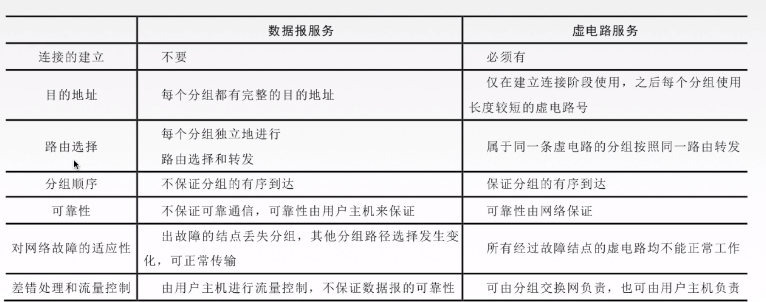 数据报服务 虚电路服务
连接的建立 不要 必须有
目的地址 每个分组都有完整的目的地址 仅在建立连接阶段使用，之后每个分组使用
长度较短的虚电路号
路由选择 每个分组独立地进行
路由选择和转发 属于同一条虚电路的分组按照同一路由转发
分组顺序 不保证分组的有序到达 保证分组的有序到达
可靠性 不保证可靠通信，可靠性由用户主机来保证 可靠性由网络保证
对网络故障的适应性 出故障的结点丢失分组，其他分组路径选择发生变
化，可正常传输 所有经过故障结点的虚电路均不能正常工作
差错处理和流量控制 由用户主机进行流量控制，不保证数据报的可靠性 可由分组交换网负责，也可由用户主机负责